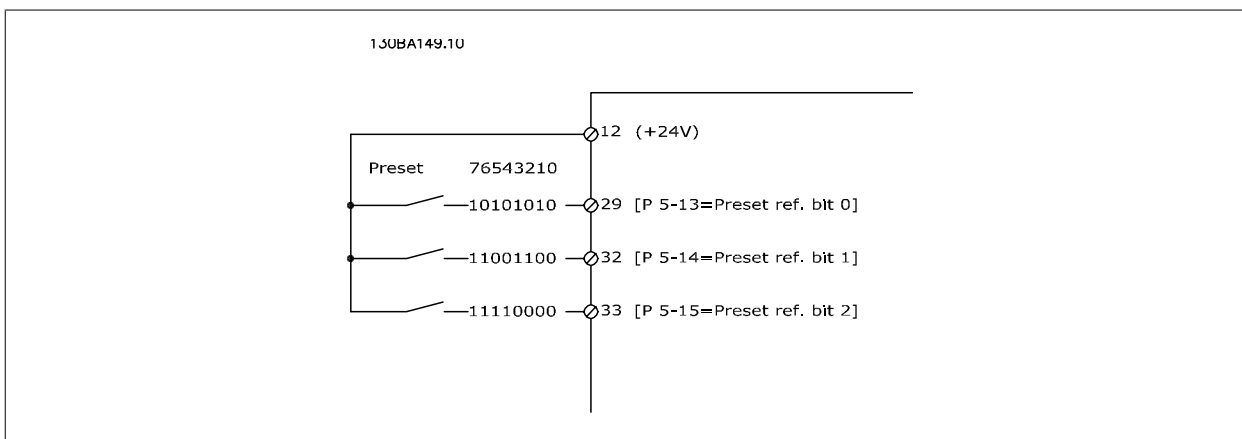 130BA149.10
12 (+24V)
Preset 76543210
10101010 29 [P 5-13=Preset ref. bit 0]
11001100 32 [P 5-14=Preset ref. bit 1]
11110000 33 [P 5-15=Preset ref. bit 2]